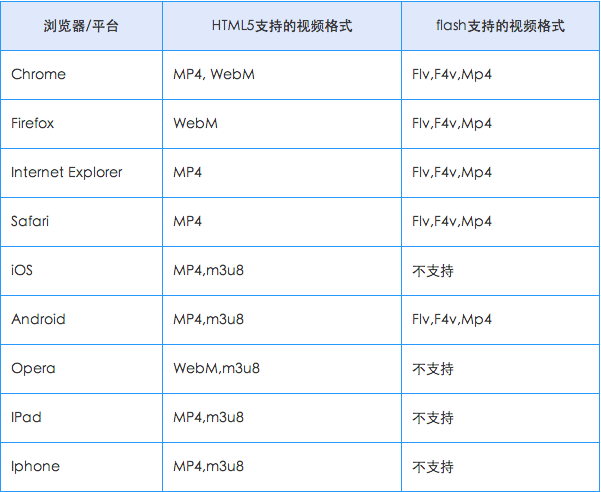 浏览器/平台 HTML5支持的视频格式 flash支持的视频格式
Chrome MP4, WebM Flv,F4v,Mp4
Firefox WebM Flv,F4v,Mp4
Internet Explorer MP4 Flv,F4v,Mp4
Safari MP4 Flv,F4v,Mp4
iOS MP4,m3u8 不支持
Android MP4,m3u8 Flv,F4v,Mp4
Opera WebM,m3u8 不支持
IPad MP4,m3u8 不支持
Iphone MP4,m3u8 不支持